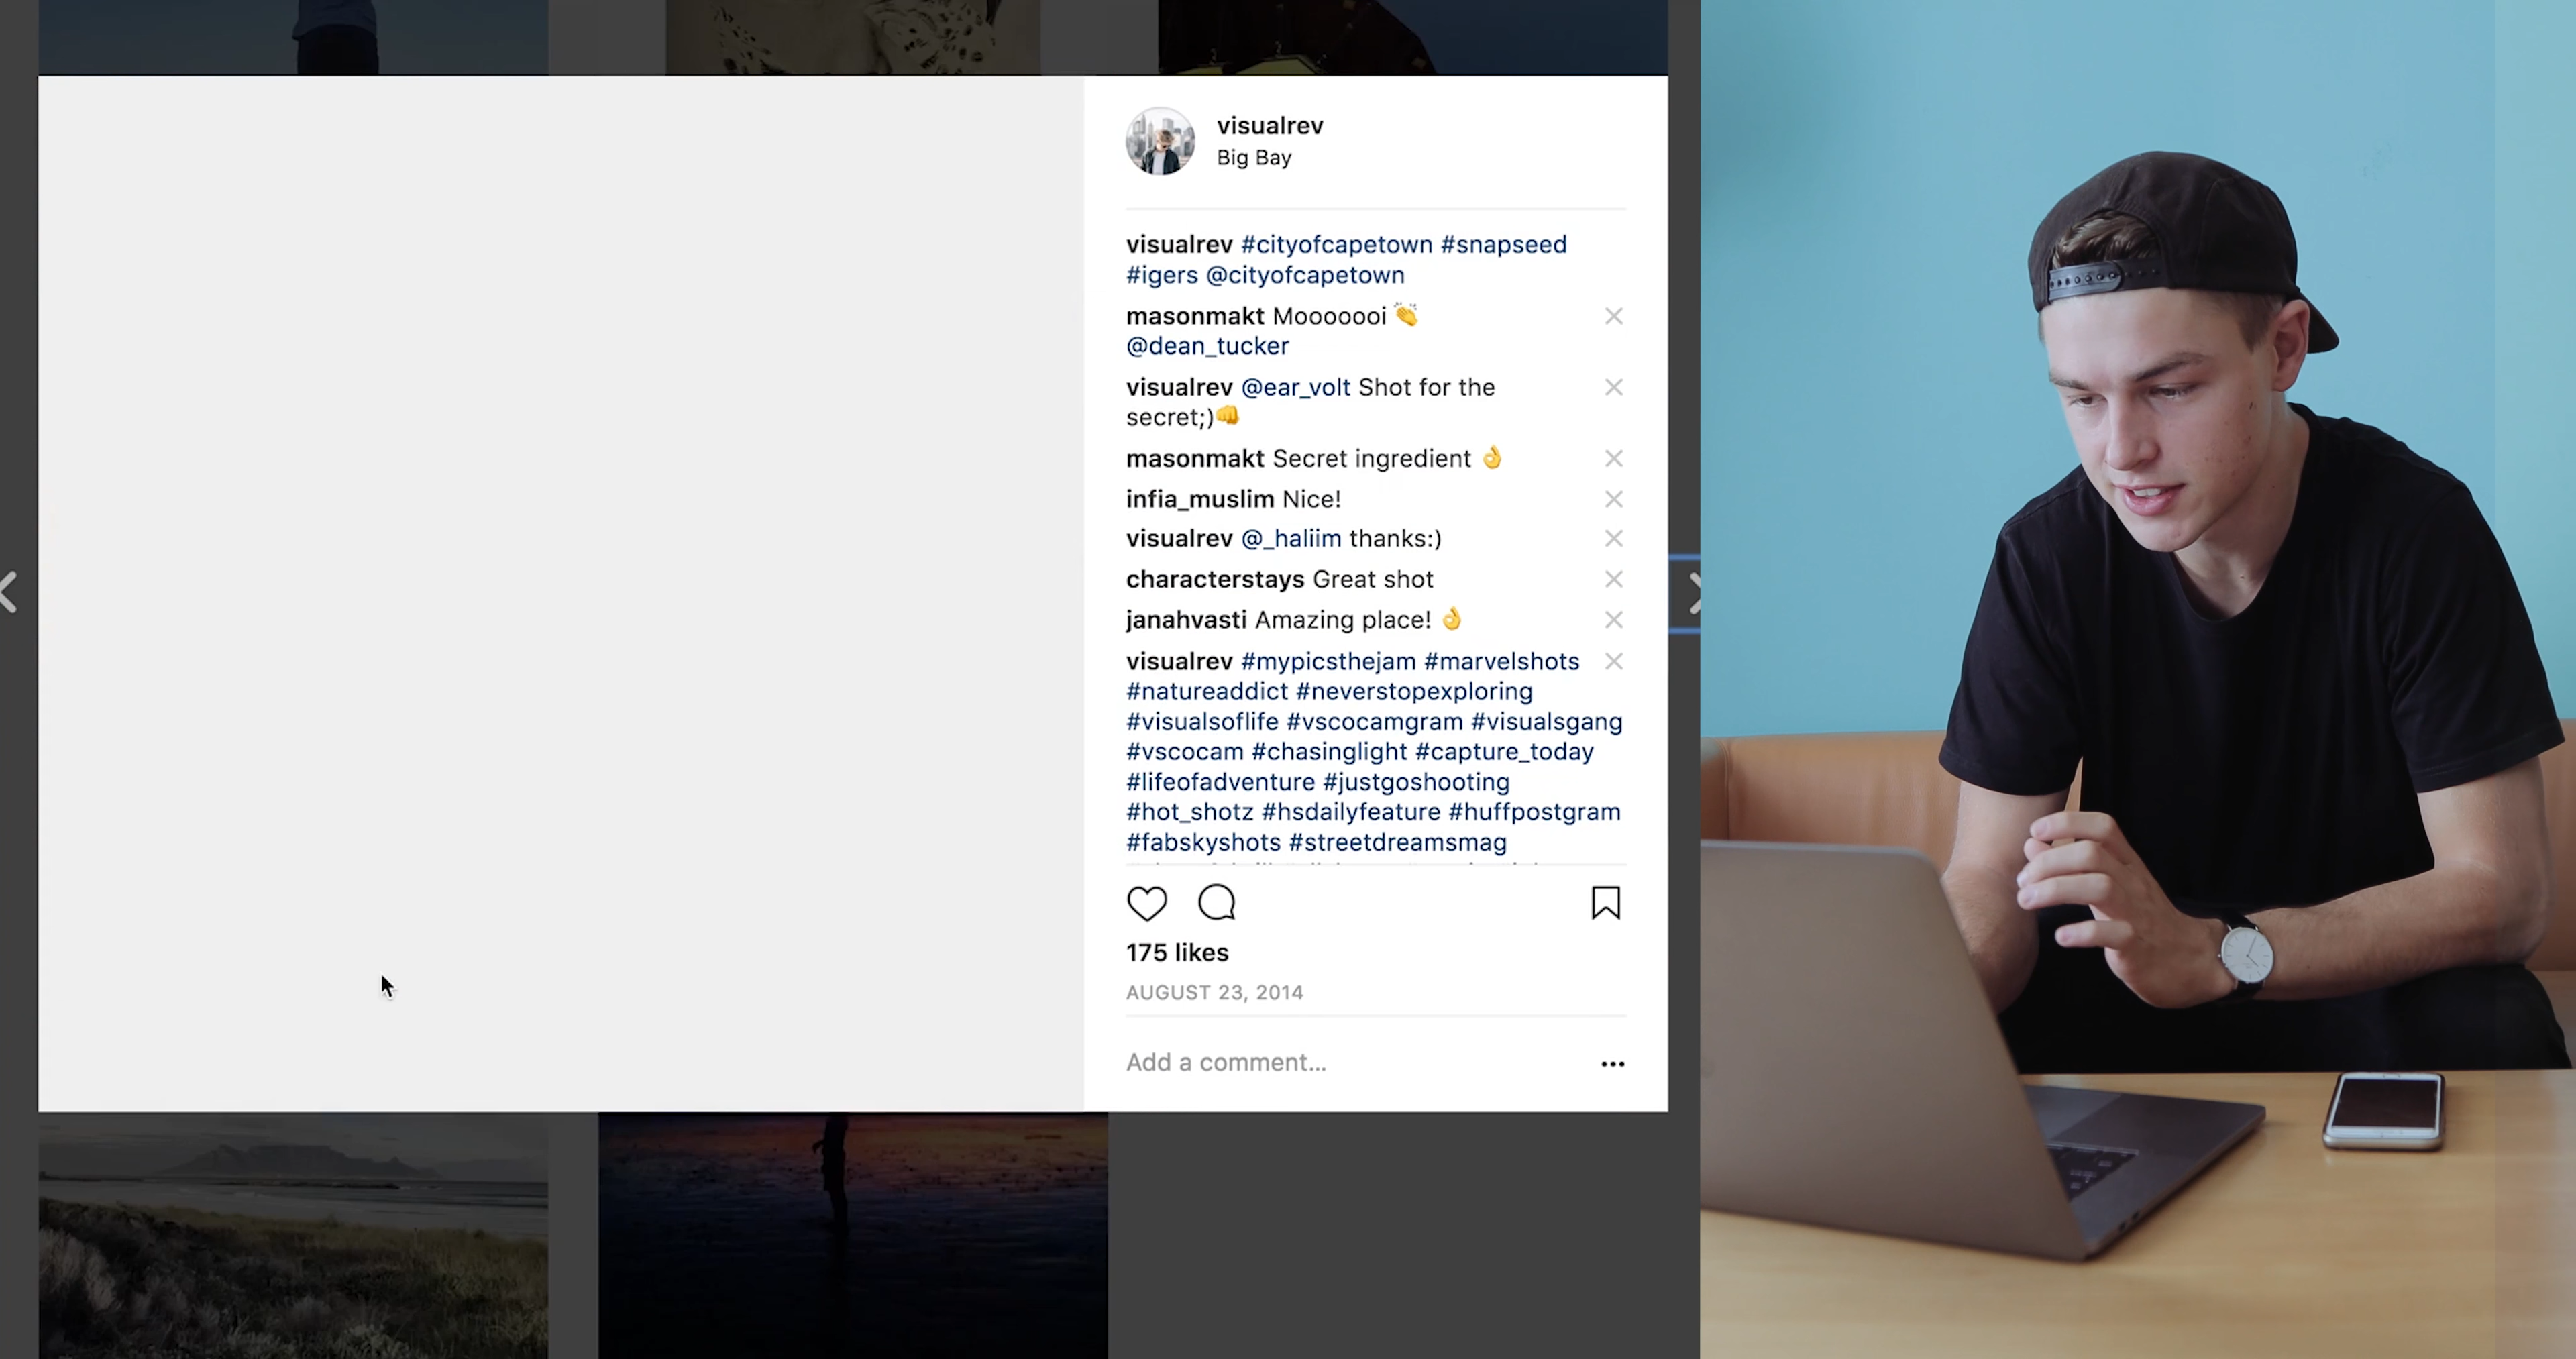 visualrev
Big Bay
visualrev #cityofcapetown #snapseed
#igers @cityofcapetown
masonmakt Mooooooi 👏
@dean_tucker
visualrev @ear_volt Shot for the
secret;)👊
masonmakt Secret ingredient 👌
infia_muslim Nice!
visualrev @_haliim thanks:)
characterstays Great shot
janahvasti Amazing place! 👌
visualrev #mypicsthejam #marvelshots
#natureaddict #neverstopexploring
#visualsoflife #vscocamgram #visualsgang
#vscocam #chasinglight #capture_today
#lifeofadventure #justgoshooting
#hot_shotz #hsdailyfeature #huffpostgram
#fabskyshots #streetdreamsmag
175 likes
AUGUST 23, 2014
Add a comment...